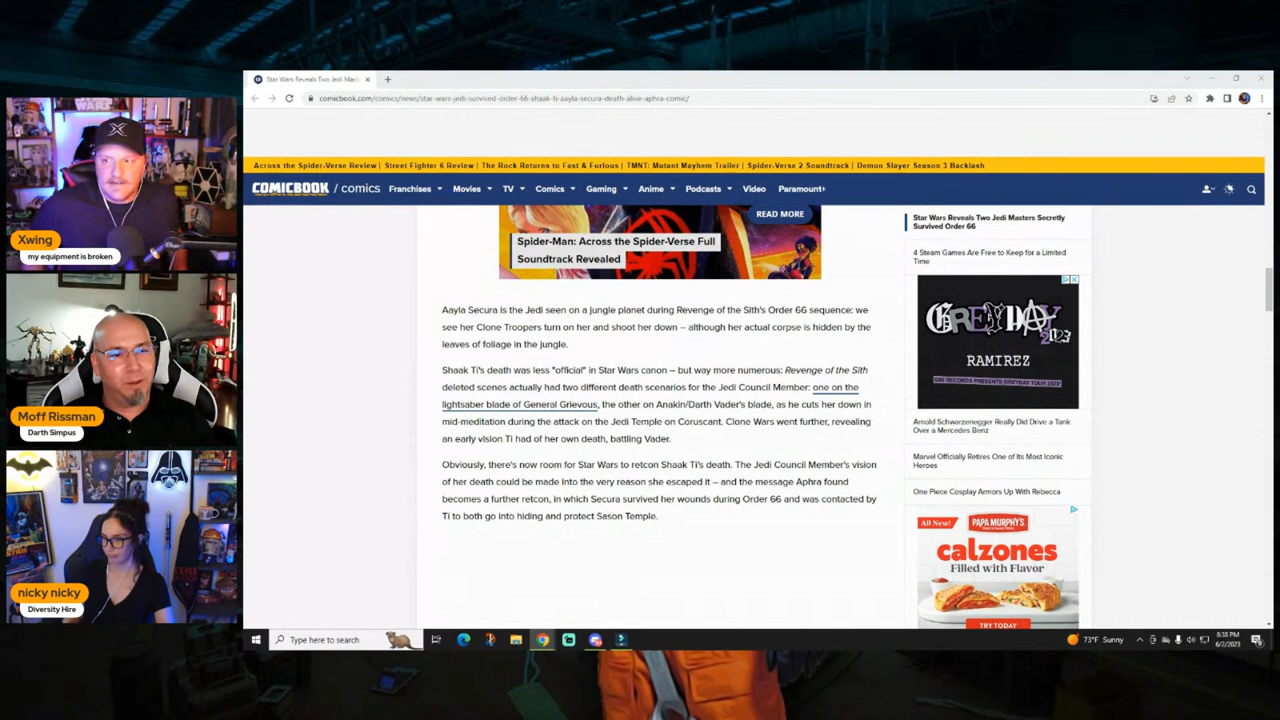 Star Wars Reveals Two Jedi Mast
comicbook.com/comics/news/star-wars-jedi-survived-order-66-shaak-ti-aayla-secura-death-alive-aphra-comic/
Across the Spider-Verse Review | Street Fighter 6 Review | The Rock Returns to Fast & Furious | TMNT: Mutant Mayhem Trailer | Spider-Verse 2 Soundtrack | Demon Slayer Season 3 Backlash
COMICBOOK / comics Franchises Movies TV Comics Gaming Anime Podcasts Video Paramount+
READ MORE
Spider-Man: Across the Spider-Verse Full
Soundtrack Revealed
Aayla Secura is the Jedi seen on a jungle planet during Revenge of the Sith's Order 66 sequence: we
see her Clone Troopers turn on her and shoot her down – although her actual corpse is hidden by the
leaves of foliage in the jungle.
Shaak Ti's death was less "official" in Star Wars canon – but way more numerous: Revenge of the Sith
deleted scenes actually had two different death scenarios for the Jedi Council Member: one on the
lightsaber blade of General Grievous, the other on Anakin/Darth Vader's blade, as he cuts her down in
mid-meditation during the attack on the Jedi Temple on Coruscant. Clone Wars went further, revealing
an early vision Ti had of her own death, battling Vader.
Obviously, there's now room for Star Wars to retcon Shaak Ti's death. The Jedi Council Member's vision
of her death could be made into the very reason she escaped it – and the message Aphra found
becomes a further retcon, in which Secura survived her wounds during Order 66 and was contacted by
Ti to both go into hiding and protect Sason Temple.
Star Wars Reveals Two Jedi Masters Secretly
Survived Order 66
4 Steam Games Are Free to Keep for a Limited
Time
GREY DAY
2023
RAMIREZ
G59 RECORDS PRESENTS GREYDAY TOUR 2023
Arnold Schwarzenegger Really Did Drive a Tank
Over a Mercedes Benz
Marvel Officially Retires One of Its Most Iconic
Heroes
One Piece Cosplay Armors Up With Rebecca
All New! PAPA MURPHY'S
calzones
Filled with Flavor
TRY TODAY
Xwing
my equipment is broken
Moff Rissman
Darth Simpus
nicky nicky
Diversity Hire
Type here to search
73°F Sunny
8:38 PM
6/2/2023